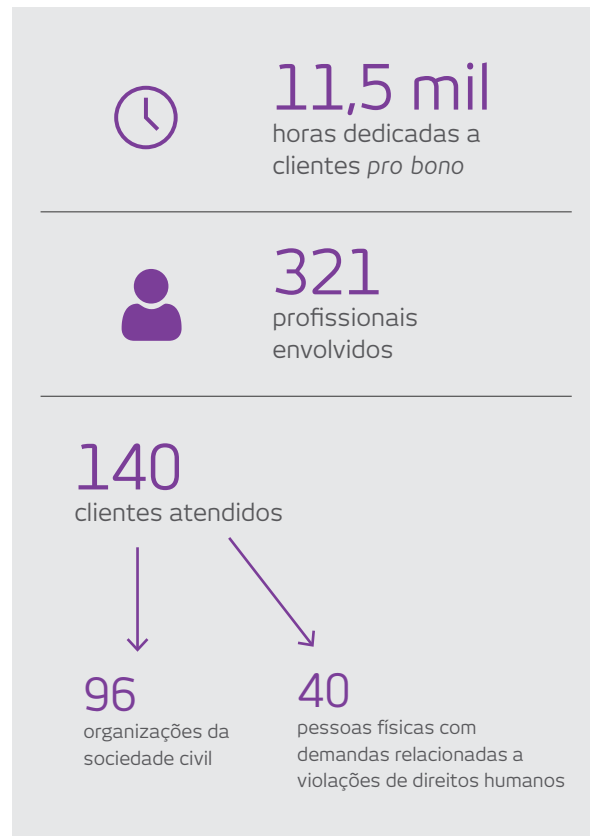 11,5 mil
horas dedicadas a
clientes pro bono
321
profissionais
envolvidos
140
clientes atendidos
96
organizações da
sociedade civil
40
pessoas físicas com
demandas relacionadas a
violações de direitos humanos